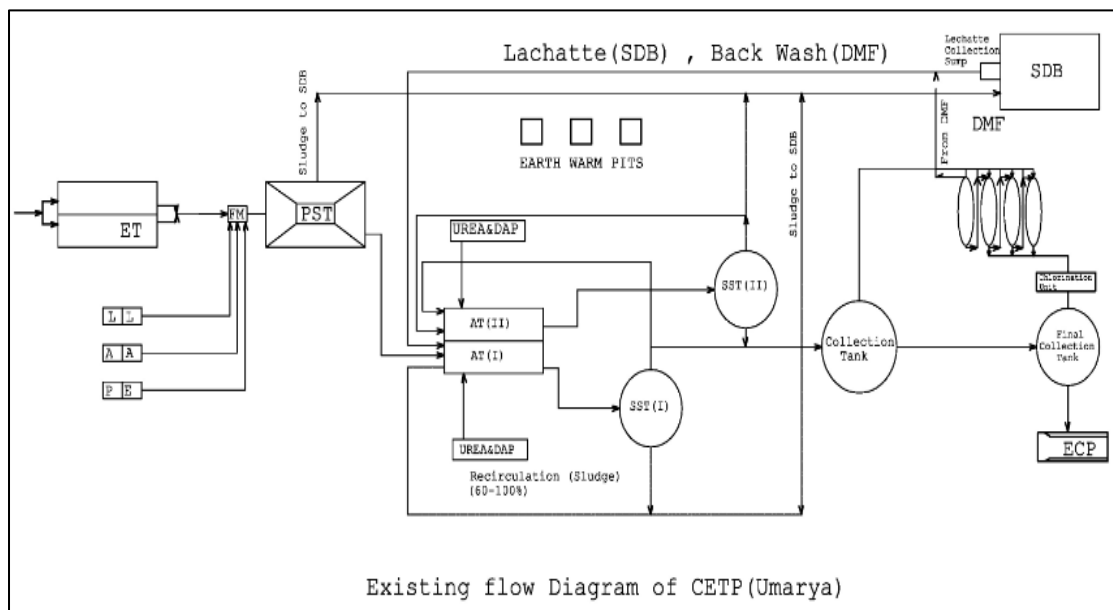 Lachatte(SDB) , Back Wash(DMF)
Lechatte
Collection
Sump
SDB
DMF
Sludge to SDB
From DMF
EARTH WARM PITS
Sludge to SDB
ET
FM
PST
UREA&DAP
SST(II)
Chlorination
Unit
L L
AT(II)
A A
AT(I)
Collection
Tank
Final
Collection
Tank
P E
SST(I)
UREA&DAP
ECP
Recirculation (Sludge)
(60-100%)
Existing flow Diagram of CETP(Umarya)